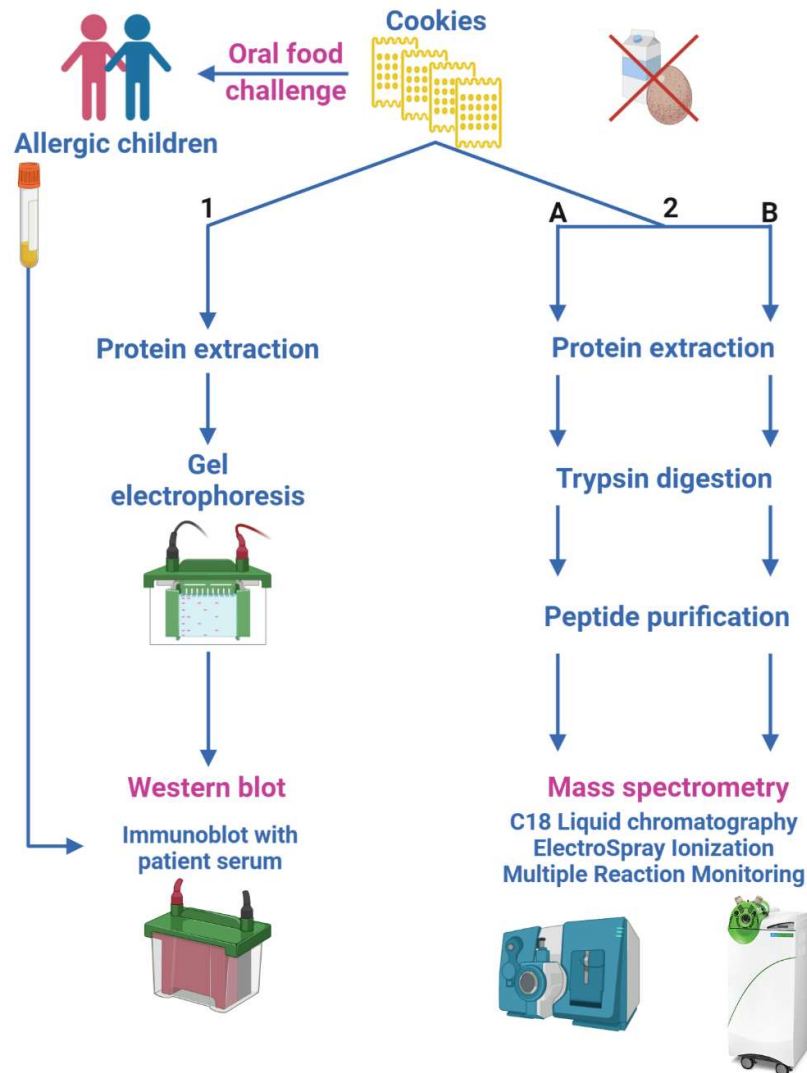 Cookies
Oral food
challenge
Allergic children
1
A
2
B
Protein extraction
Protein extraction
Gel
electrophoresis
Trypsin digestion
Peptide purification
Western blot
Mass spectrometry
Immunoblot with
patient serum
C18 Liquid chromatography
ElectroSpray Ionization
Multiple Reaction Monitoring